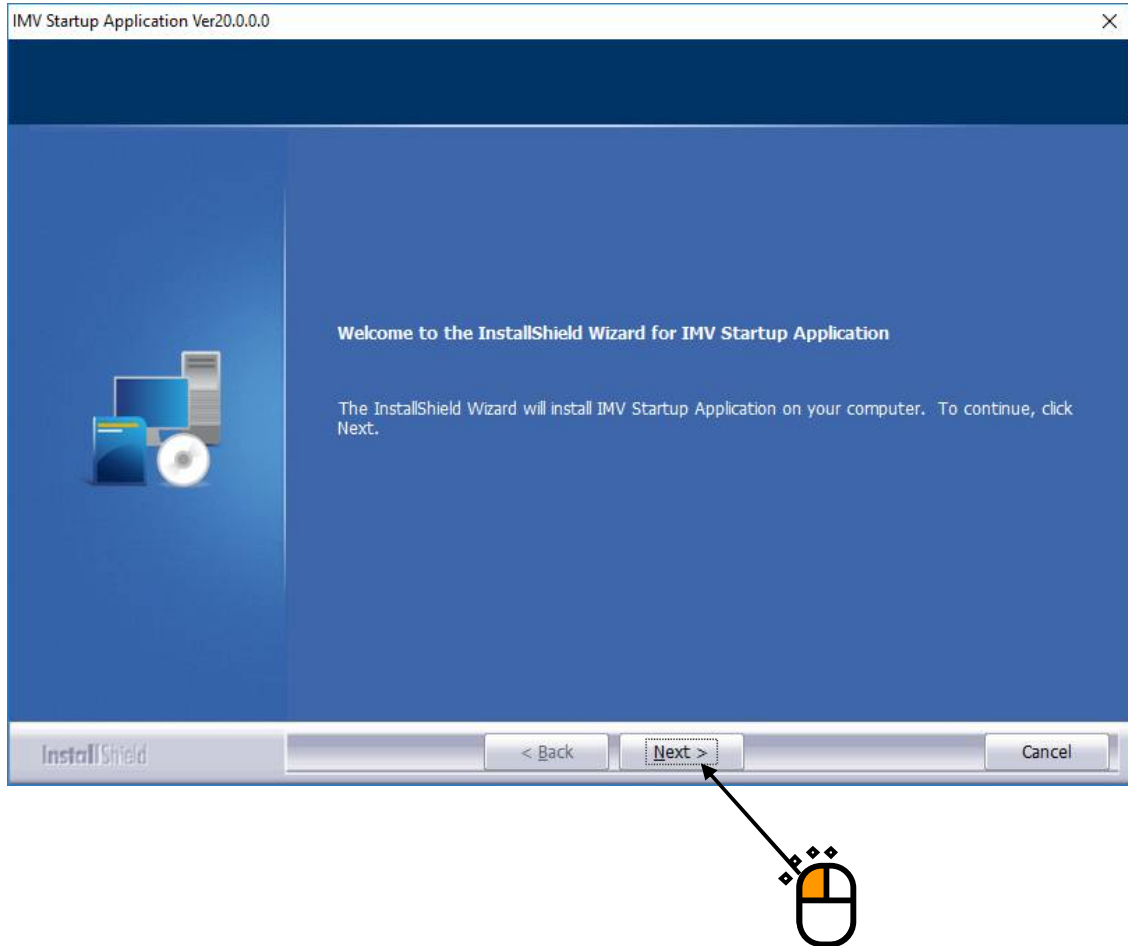 IMV Startup Application Ver20.0.0.0
Welcome to the InstallShield Wizard for IMV Startup Application
The InstallShield Wizard will install IMV Startup Application on your computer. To continue, click
Next.
InstallShield
< Back
Next >
Cancel